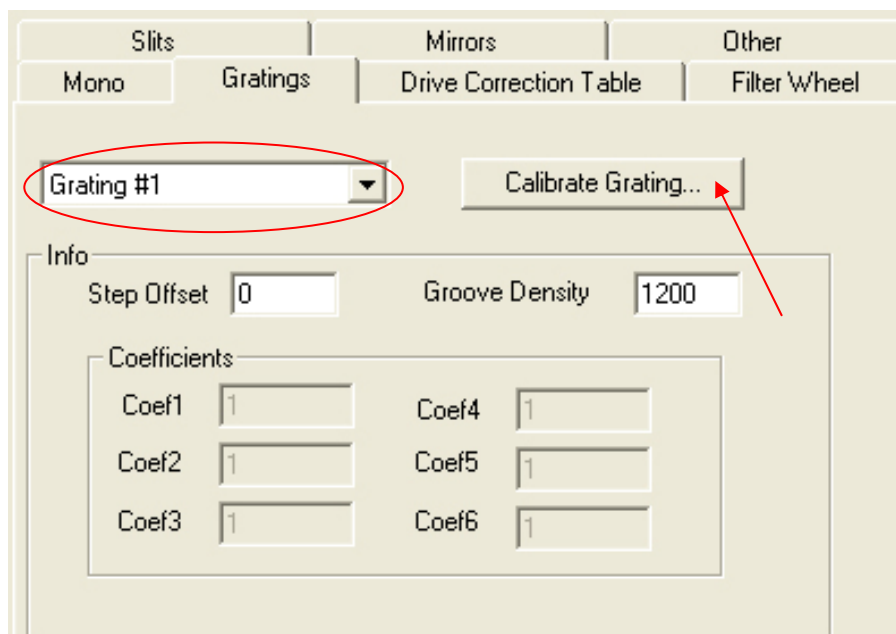 Slits Mirrors Other
Mono Gratings Drive Correction Table Filter Wheel
Grating #1 Calibrate Grating...
Info
Step Offset 0 Groove Density 1200
Coefficients
Coef1 1 Coef4 1
Coef2 1 Coef5 1
Coef3 1 Coef6 1